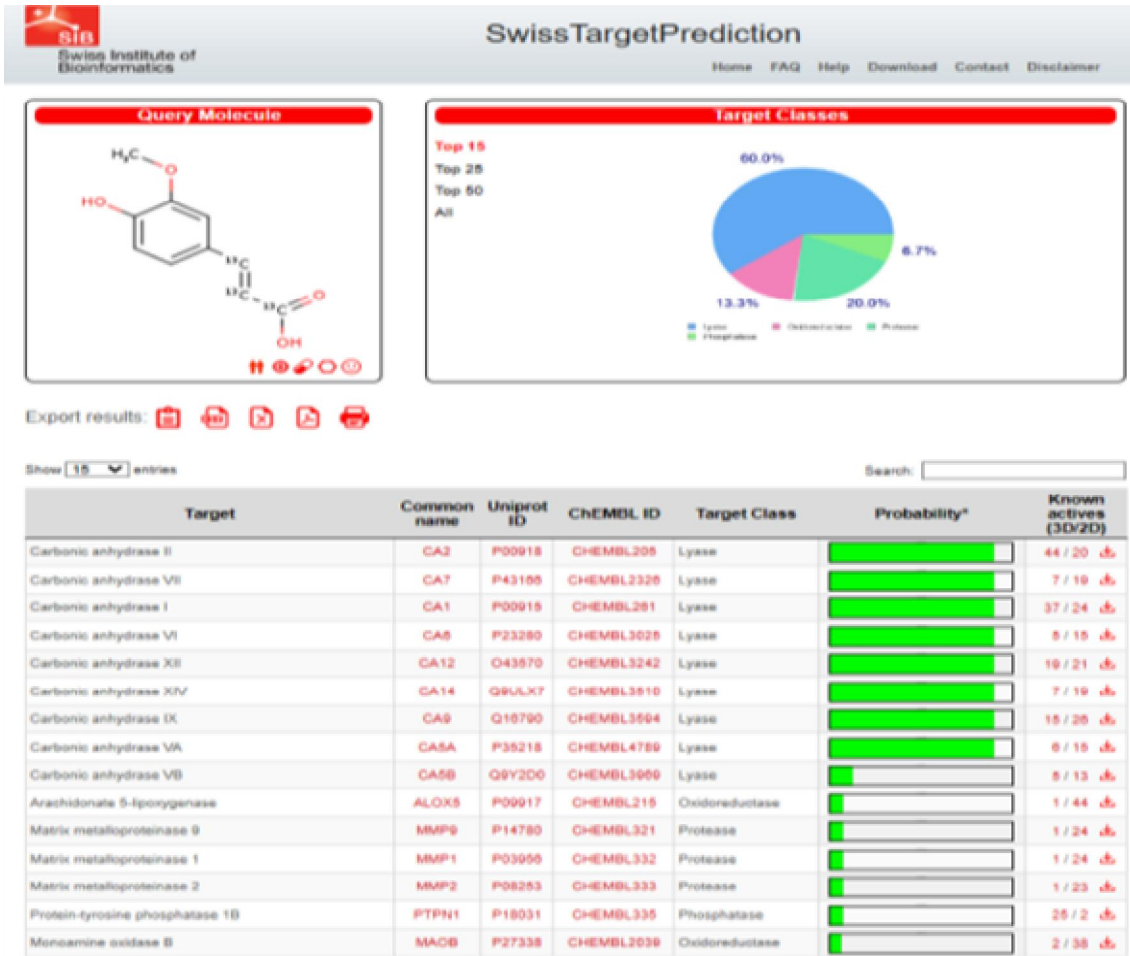 SIB
Swiss Institute of
Bioinformatics
SwissTargetPrediction
Home FAQ Help Download Contact Disclaimer
Query Molecule
H₃C
O
HO
¹³C
¹³C
¹³C
O
OH
Target Classes
Top 15
Top 25
Top 50
All
60.0%
6.7%
13.3%
20.0%
Lyase Oxidoreductase Protease
Phosphatase
Export results:
Show 15 entries
Search:
Target Common name Uniprot ID ChEMBL ID Target Class Probability* Known actives (3D/2D)
Carbonic anhydrase II CA2 P00918 CHEMBL205 Lyase 44 / 20
Carbonic anhydrase VII CA7 P43166 CHEMBL2326 Lyase 7 / 19
Carbonic anhydrase I CA1 P00915 CHEMBL261 Lyase 37 / 24
Carbonic anhydrase VI CA6 P23280 CHEMBL3025 Lyase 5 / 15
Carbonic anhydrase XII CA12 O43570 CHEMBL3242 Lyase 19 / 21
Carbonic anhydrase XIV CA14 Q9ULX7 CHEMBL3510 Lyase 7 / 19
Carbonic anhydrase IX CA9 Q16790 CHEMBL3594 Lyase
Carbonic anhydrase VA CA5A P35218 CHEMBL4789 Lyase 6 / 15
Carbonic anhydrase VB CA5B Q9Y2D0 CHEMBL3969 Lyase 5 / 13
Arachidonate 5-lipoxygenase ALOX5 P09917 CHEMBL215 Oxidoreductase 1 / 44
Matrix metalloproteinase 9 MMP9 P14780 CHEMBL321 Protease 1 / 24
Matrix metalloproteinase 1 MMP1 P03956 CHEMBL332 Protease 1 / 24
Matrix metalloproteinase 2 MMP2 P08253 CHEMBL333 Protease 1 / 23
Protein-tyrosine phosphatase 1B PTPN1 P18031 CHEMBL335 Phosphatase
Monoamine oxidase B MAOB P27338 CHEMBL2039 Oxidoreductase 2 / 38